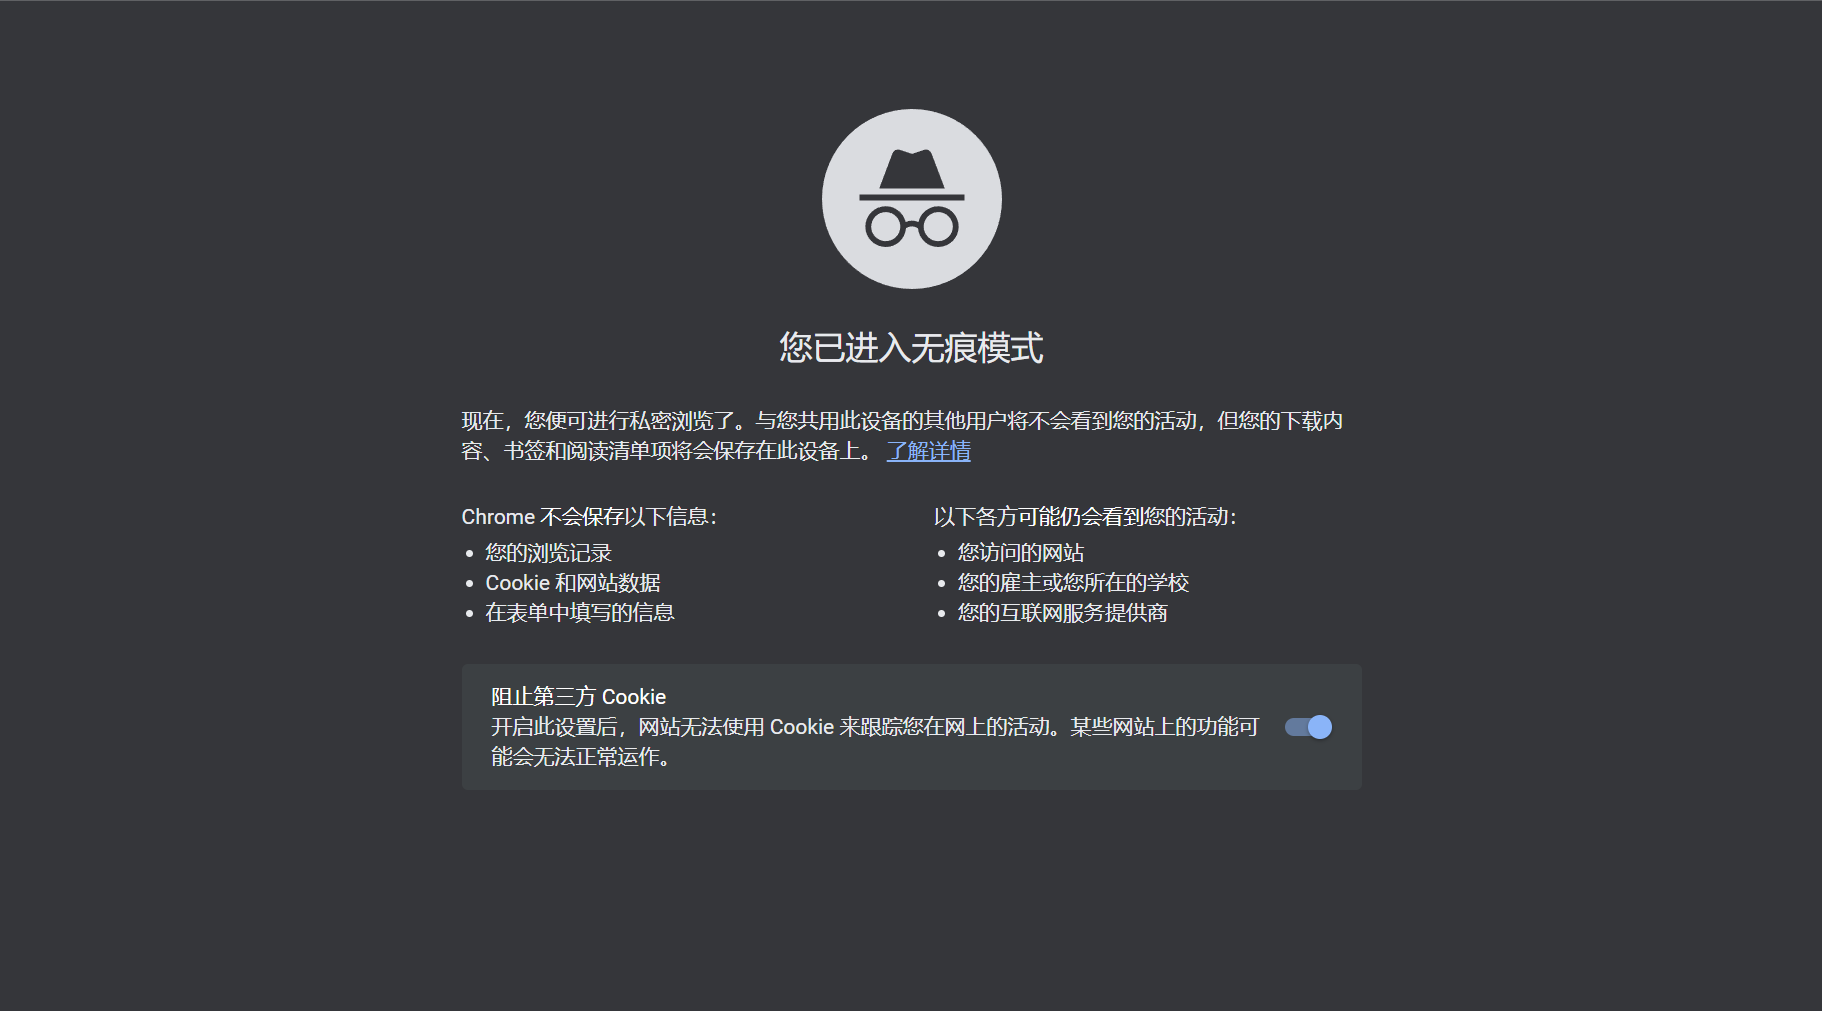 您已进入无痕模式
现在，您便可进行私密浏览了。与您共用此设备的其他用户将不会看到您的活动，但您的下载内
容、书签和阅读清单项将会保存在此设备上。 了解详情
Chrome 不会保存以下信息：
• 您的浏览记录
• Cookie 和网站数据
• 在表单中填写的信息
以下各方可能仍会看到您的活动：
• 您访问的网站
• 您的雇主或您所在的学校
• 您的互联网服务提供商
阻止第三方 Cookie
开启此设置后，网站无法使用 Cookie 来跟踪您在网上的活动。某些网站上的功能可
能会无法正常运作。